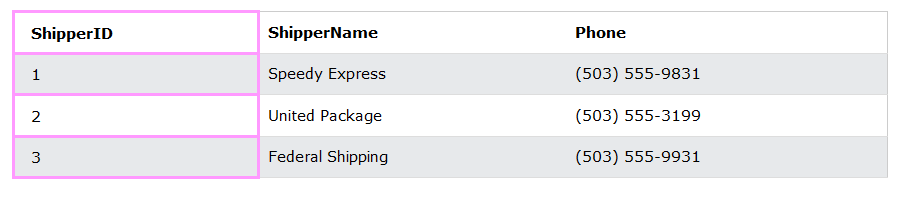 ShipperID ShipperName Phone
1 Speedy Express (503) 555-9831
2 United Package (503) 555-3199
3 Federal Shipping (503) 555-9931